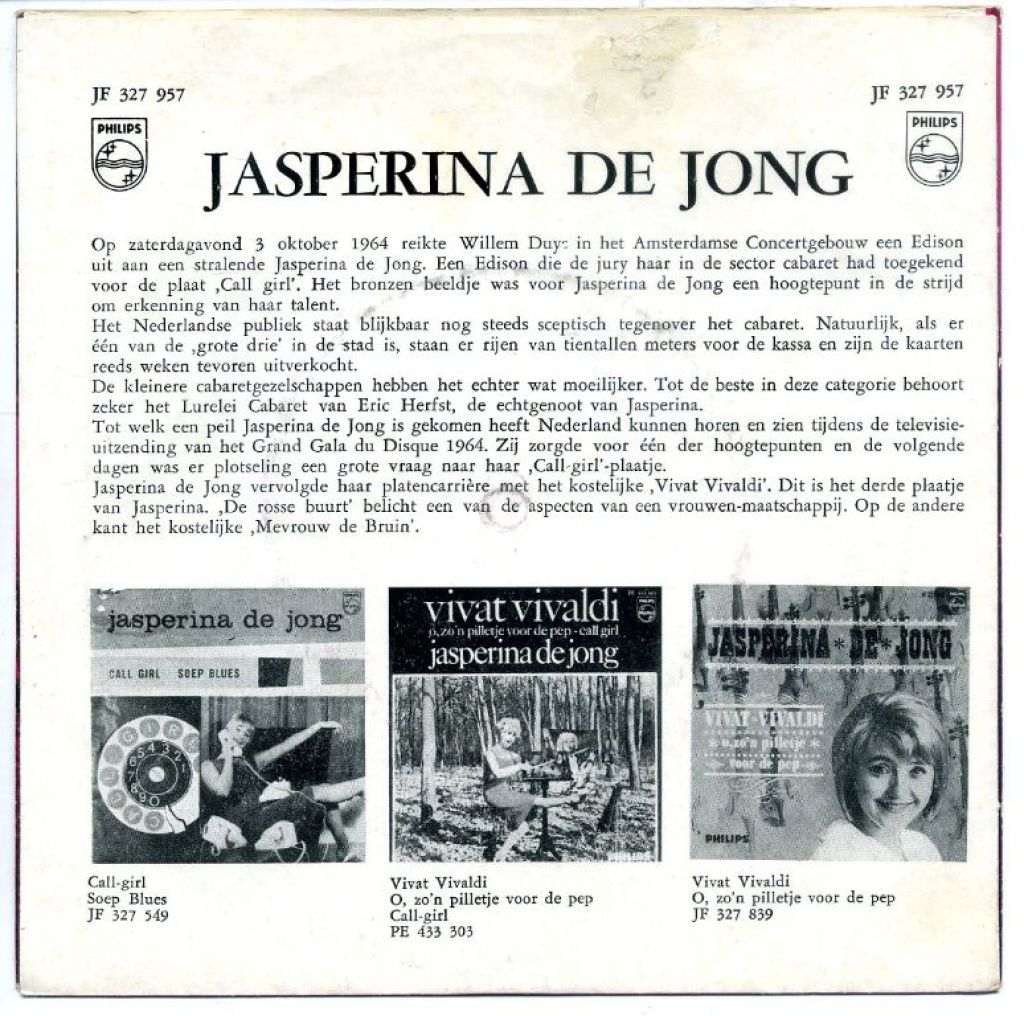 JF 327 957
JF 327 957
PHILIPS
PHILIPS
JASPERINA DE JONG
Op zaterdagavond 3 oktober 1964 reikte Willem Duys in het Amsterdamse Concertgebouw een Edison
uit aan een stralende Jasperina de Jong. Een Edison die de jury haar in de sector cabaret had toegekend
voor de plaat ‚Call girl’. Het bronzen beeldje was voor Jasperina de Jong een hoogtepunt in de strijd
om erkenning van haar talent.
Het Nederlandse publiek staat blijkbaar nog steeds sceptisch tegenover het cabaret. Natuurlijk, als er
één van de ‚grote drie’ in de stad is, staan er rijen van tientallen meters voor de kassa en zijn de kaarten
reeds weken tevoren uitverkocht.
De kleinere cabaretgezelschappen hebben het echter wat moeilijker. Tot de beste in deze categorie behoort
zeker het Lurelei Cabaret van Eric Herfst, de echtgenoot van Jasperina.
Tot welk een peil Jasperina de Jong is gekomen heeft Nederland kunnen horen en zien tijdens de televisie-
uitzending van het Grand Gala du Disque 1964. Zij zorgde voor één der hoogtepunten en de volgende
dagen was er plotseling een grote vraag naar haar ‚Call-girl’-plaatje.
Jasperina de Jong vervolgde haar platencarrière met het kostelijke ‚Vivat Vivaldi’. Dit is het derde plaatje
van Jasperina. ‚De rosse buurt’ belicht een van de aspecten van een vrouwen-maatschappij. Op de andere
kant het kostelijke ‚Mevrouw de Bruin’.
jasperina de jong
CALL GIRL SOEP BLUES
vivat vivaldi
o, zo'n pilletje voor de pep - call girl
jasperina de jong
PHILIPS
JASPERINA * DE * JONG
VIVAT-VIVALDI
* o, zo'n pilletje *
voor de pep
PHILIPS
Call-girl
Soep Blues
JF 327 549
Vivat Vivaldi
O, zo'n pilletje voor de pep
Call-girl
PE 433 303
Vivat Vivaldi
O, zo'n pilletje voor de pep
JF 327 839